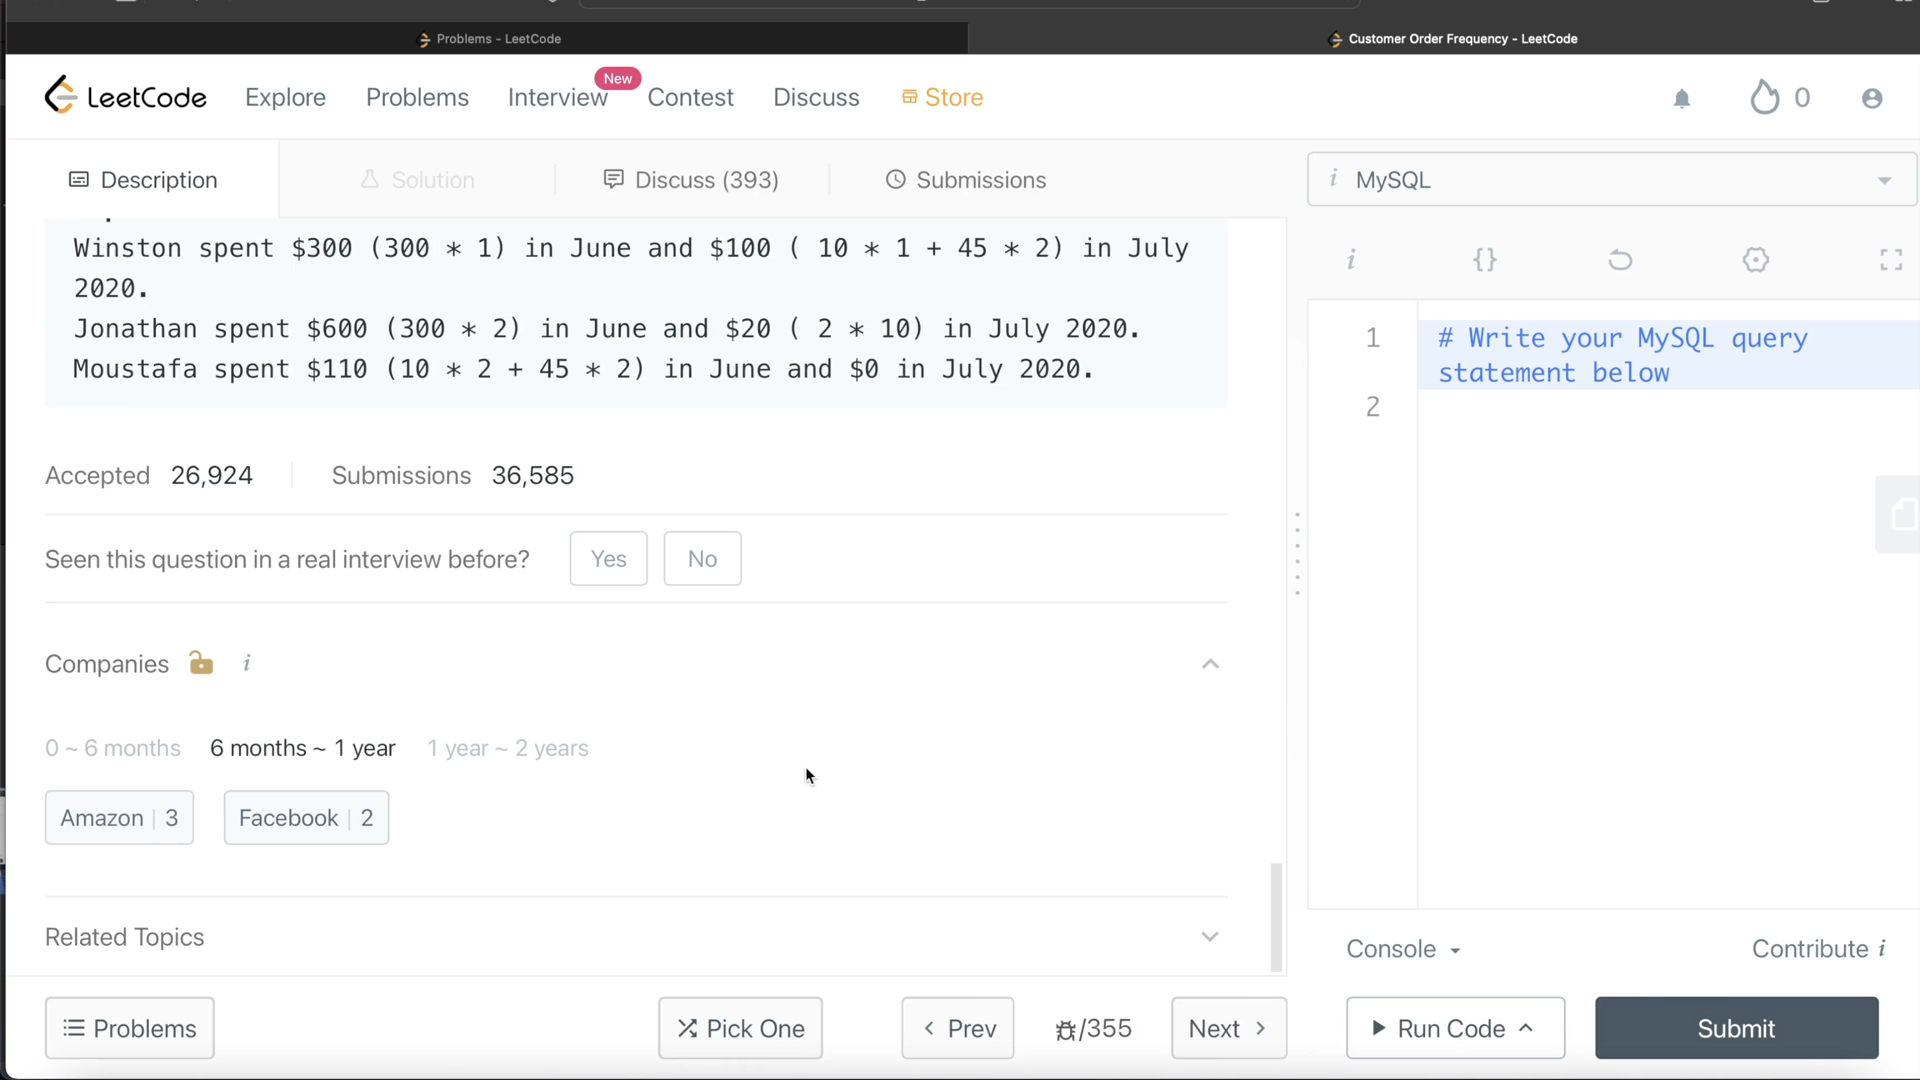 Problems - LeetCode
Customer Order Frequency - LeetCode
LeetCode Explore Problems Interview New Contest Discuss Store 0
Description Solution Discuss (393) Submissions
Winston spent $300 (300 * 1) in June and $100 ( 10 * 1 + 45 * 2) in July
2020.
Jonathan spent $600 (300 * 2) in June and $20 ( 2 * 10) in July 2020.
Moustafa spent $110 (10 * 2 + 45 * 2) in June and $0 in July 2020.
Accepted 26,924 Submissions 36,585
Seen this question in a real interview before? Yes No
Companies i
0 ~ 6 months 6 months ~ 1 year 1 year ~ 2 years
Amazon 3 Facebook 2
Related Topics
Problems Pick One Prev /355 Next
i MySQL
i {}
1 # Write your MySQL query
statement below
2
Console Contribute i
Run Code Submit